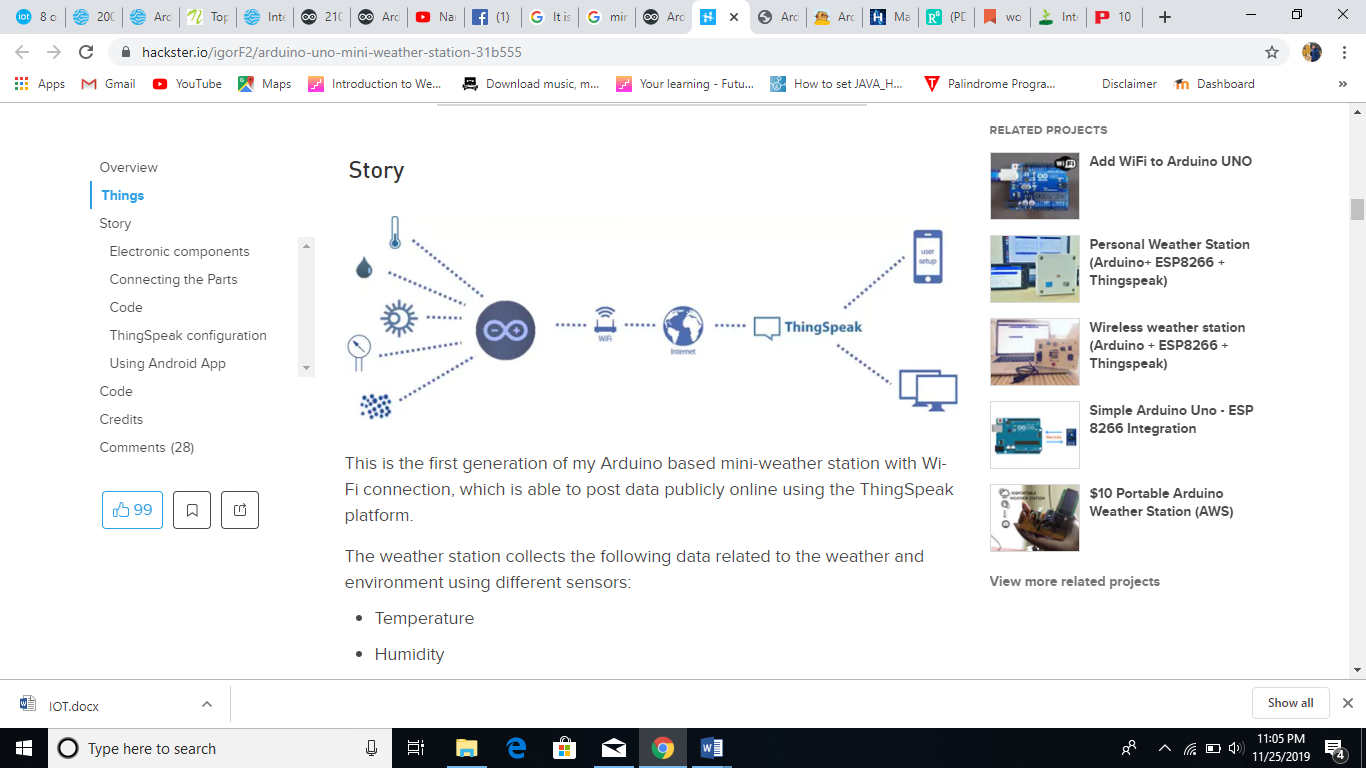 8 o
200
Ard
Top
Inte
210
Ard
Nar
(1)
It is
mir
Ard
Ard
Arc
Ma
(PD
wo
Inte
10
hackster.io/igorF2/arduino-uno-mini-weather-station-31b555
Apps
Gmail
YouTube
Maps
Introduction to We...
Download music, m...
Your learning - Futu...
How to set JAVA_H...
Palindrome Progra...
Disclaimer
Dashboard
Overview
Things
Story
Electronic components
Connecting the Parts
Code
ThingSpeak configuration
Using Android App
Code
Credits
Comments (28)
99
Story
user
setup
WiFi
Internet
ThingSpeak
This is the first generation of my Arduino based mini-weather station with Wi-
Fi connection, which is able to post data publicly online using the ThingSpeak
platform.
The weather station collects the following data related to the weather and
environment using different sensors:
• Temperature
• Humidity
RELATED PROJECTS
Add WiFi to Arduino UNO
Personal Weather Station
(Arduino+ ESP8266 +
Thingspeak)
Wireless weather station
(Arduino + ESP8266 +
Thingspeak)
Simple Arduino Uno - ESP
8266 Integration
$10 Portable Arduino
Weather Station (AWS)
View more related projects
IOT.docx
Show all
Type here to search
11:05 PM
11/25/2019
4